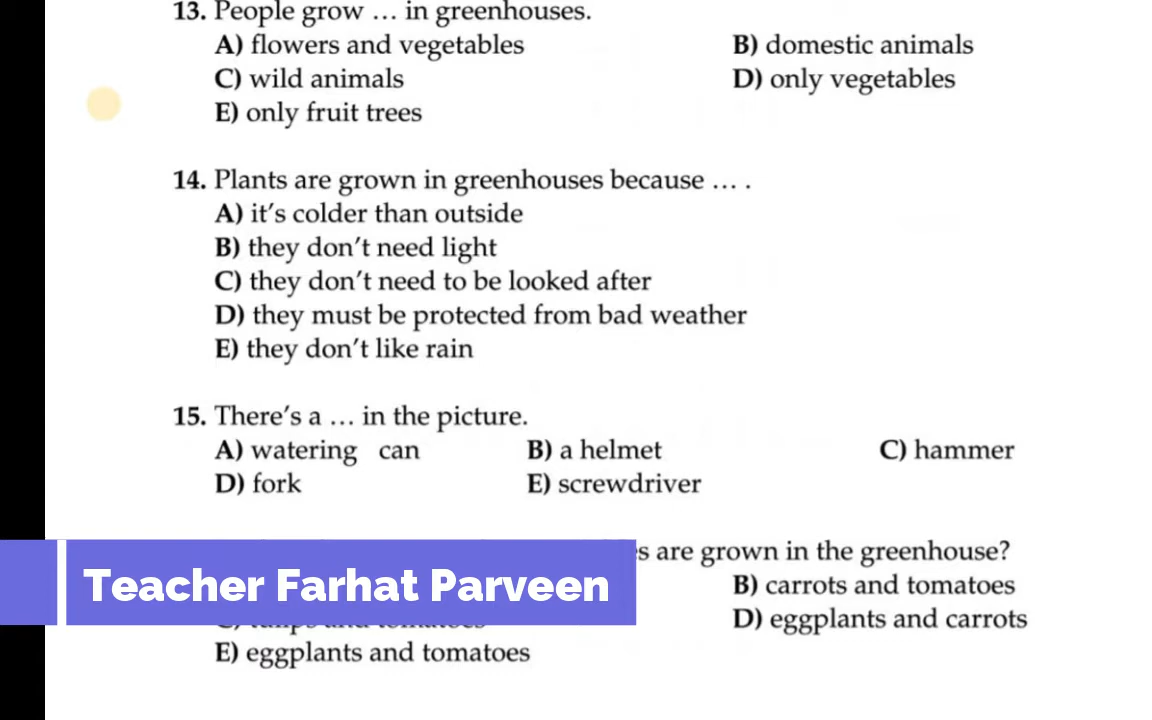 13. People grow … in greenhouses.
A) flowers and vegetables B) domestic animals
C) wild animals D) only vegetables
E) only fruit trees
14. Plants are grown in greenhouses because … .
A) it's colder than outside
B) they don't need light
C) they don't need to be looked after
D) they must be protected from bad weather
E) they don't like rain
15. There's a … in the picture.
A) watering can B) a helmet C) hammer
D) fork E) screwdriver
are grown in the greenhouse?
Teacher Farhat Parveen
B) carrots and tomatoes
D) eggplants and carrots
E) eggplants and tomatoes